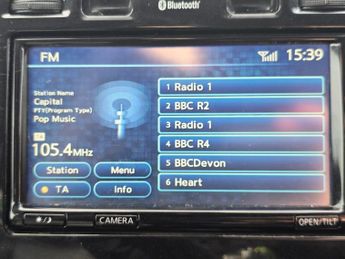 Bluetooth
FM
15:39
Station Name
Capital
PTY(Program Type)
Pop Music
105.4MHz
Station
Menu
TA
Info
1 Radio 1
2 BBC R2
3 Radio 1
4 BBC R4
5 BBCDevon
6 Heart
CAMERA
OPEN/TILT